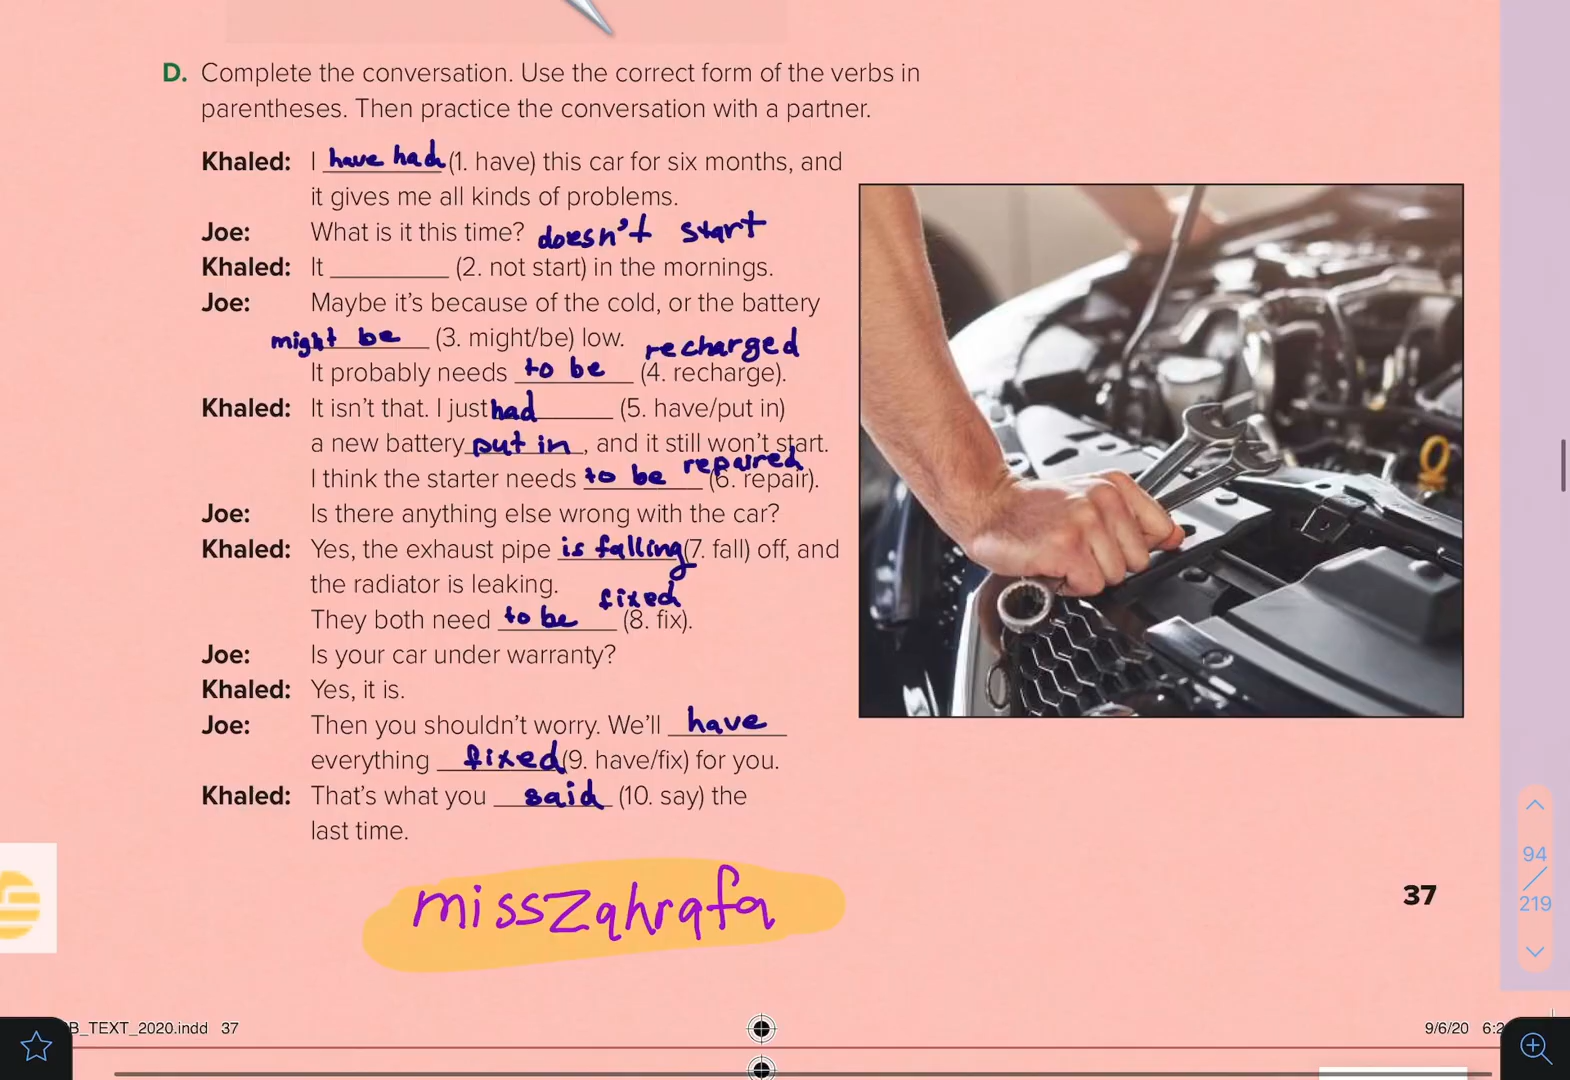 D. Complete the conversation. Use the correct form of the verbs in
parentheses. Then practice the conversation with a partner.
Khaled: I have had (1. have) this car for six months, and
it gives me all kinds of problems.
Joe: What is it this time? doesn't start
Khaled: It __________ (2. not start) in the mornings.
Joe: Maybe it's because of the cold, or the battery
might be (3. might/be) low. recharged
It probably needs to be (4. recharge).
Khaled: It isn't that. I just had (5. have/put in)
a new battery put in, and it still won't start.
I think the starter needs to be repaired (6. repair).
Joe: Is there anything else wrong with the car?
Khaled: Yes, the exhaust pipe is falling (7. fall) off, and
the radiator is leaking. fixed
They both need to be (8. fix).
Joe: Is your car under warranty?
Khaled: Yes, it is.
Joe: Then you shouldn't worry. We'll have
everything fixed (9. have/fix) for you.
Khaled: That's what you said (10. say) the
last time.
missZahrafa
37
94
/
219
B_TEXT_2020.indd 37
9/6/20 6:2